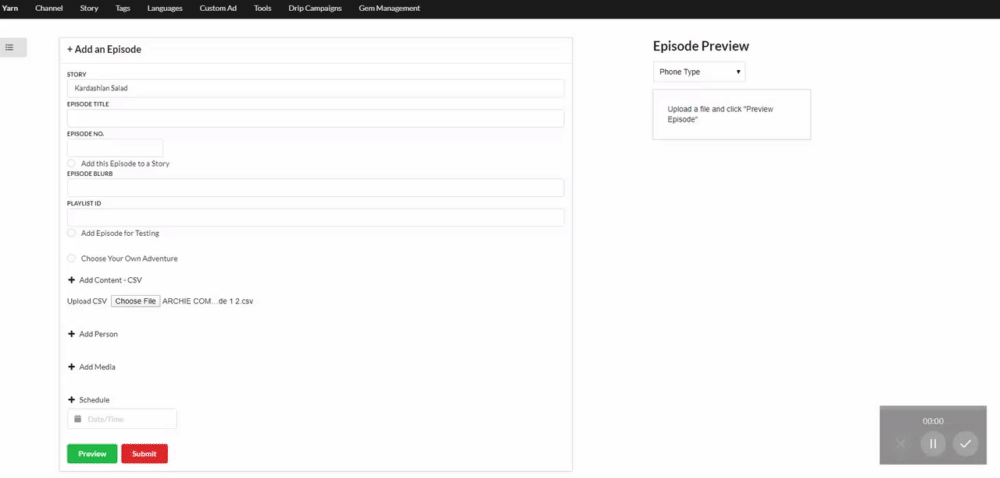 Yarn Channel Story Tags Languages Custom Ad Tools Drip Campaigns Gem Management
+ Add an Episode
STORY
Kardashian Salad
EPISODE TITLE
EPISODE NO.
Add this Episode to a Story
EPISODE BLURB
PLAYLIST ID
Add Episode for Testing
Choose Your Own Adventure
+ Add Content - CSV
Upload CSV Choose File ARCHIE COM...de 1 2.csv
+ Add Person
+ Add Media
+ Schedule
Date/Time
Preview Submit
Episode Preview
Phone Type
Upload a file and click "Preview
Episode"
00:00